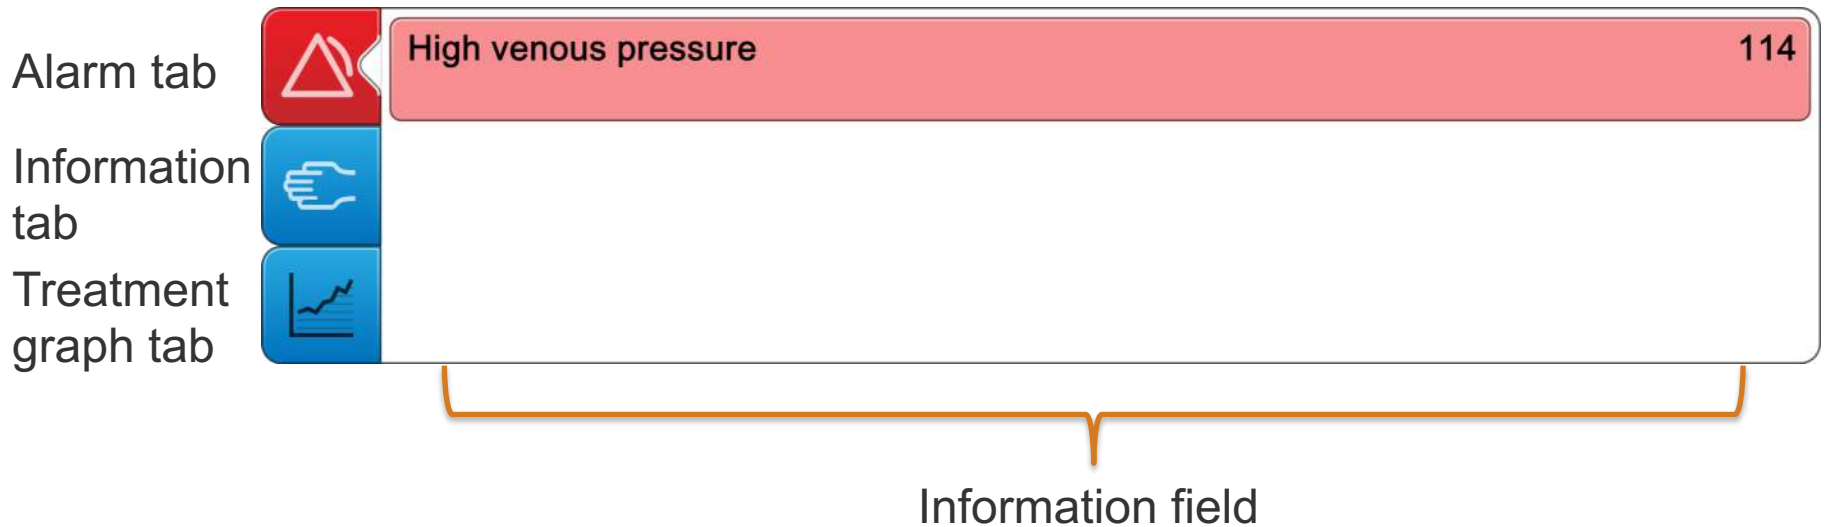 Alarm tab
High venous pressure 114
Information
tab
Treatment
graph tab
Information field